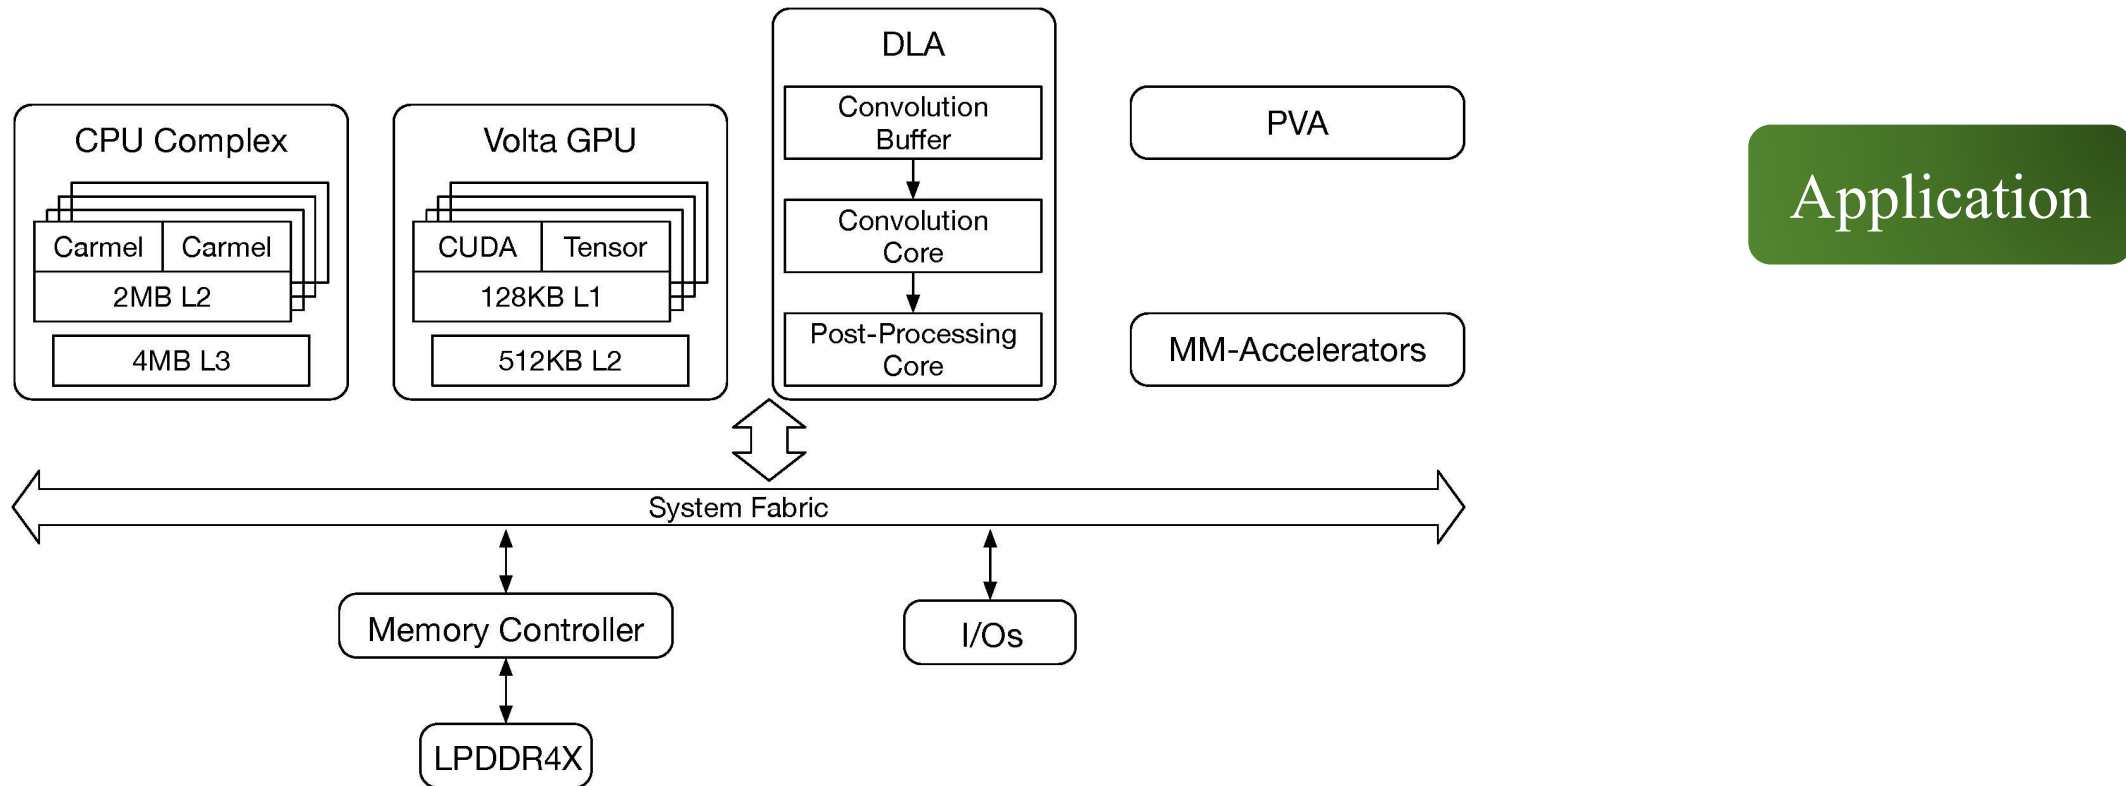 CPU Complex
Carmel
Carmel
2MB L2
4MB L3
Volta GPU
CUDA
Tensor
128KB L1
512KB L2
DLA
Convolution
Buffer
Convolution
Core
Post-Processing
Core
PVA
MM-Accelerators
Application
System Fabric
Memory Controller
I/Os
LPDDR4X